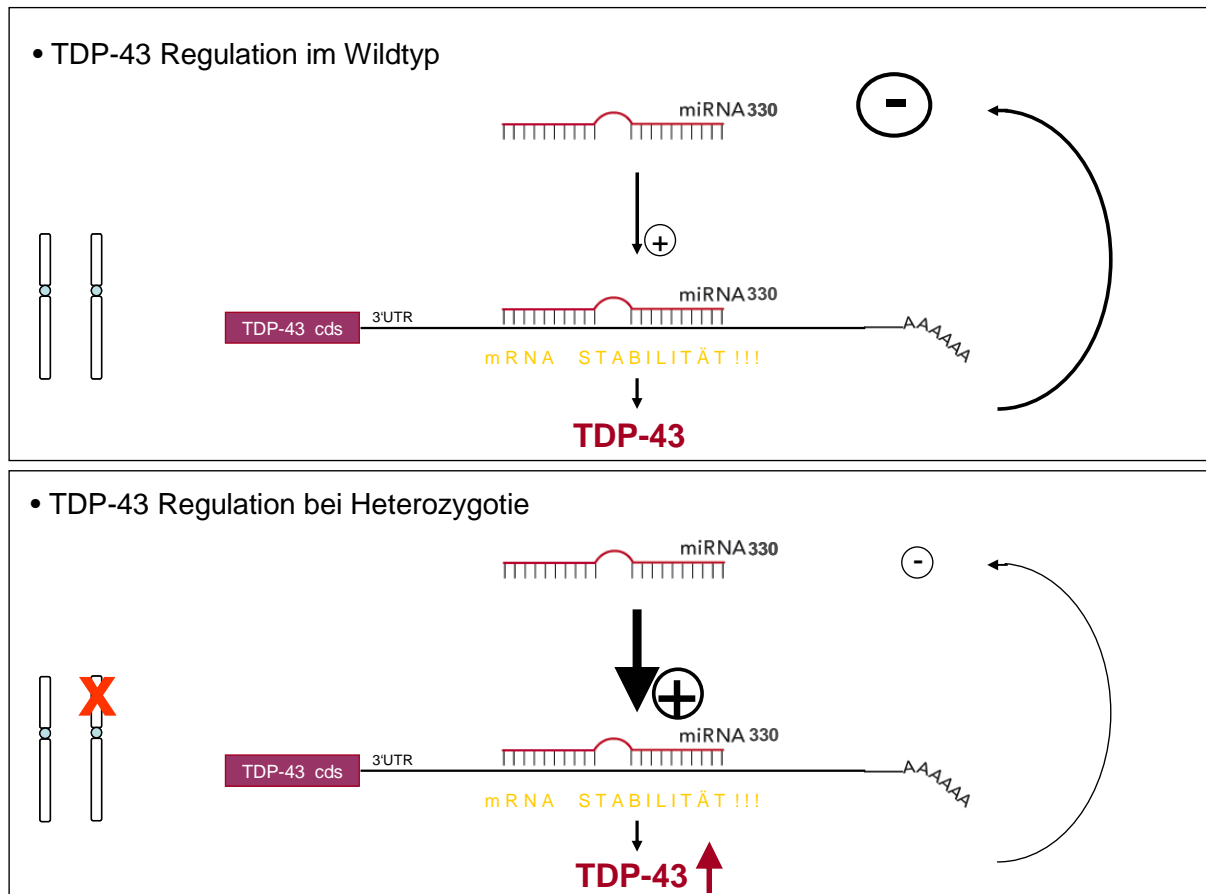 • TDP-43 Regulation im Wildtyp
miRNA330
-
+
miRNA330
TDP-43 cds
3'UTR
AAAAAA
mRNA STABILITÄT!!!
TDP-43
• TDP-43 Regulation bei Heterozygotie
miRNA330
-
+
X
miRNA330
TDP-43 cds
3'UTR
AAAAAA
mRNA STABILITÄT!!!
TDP-43